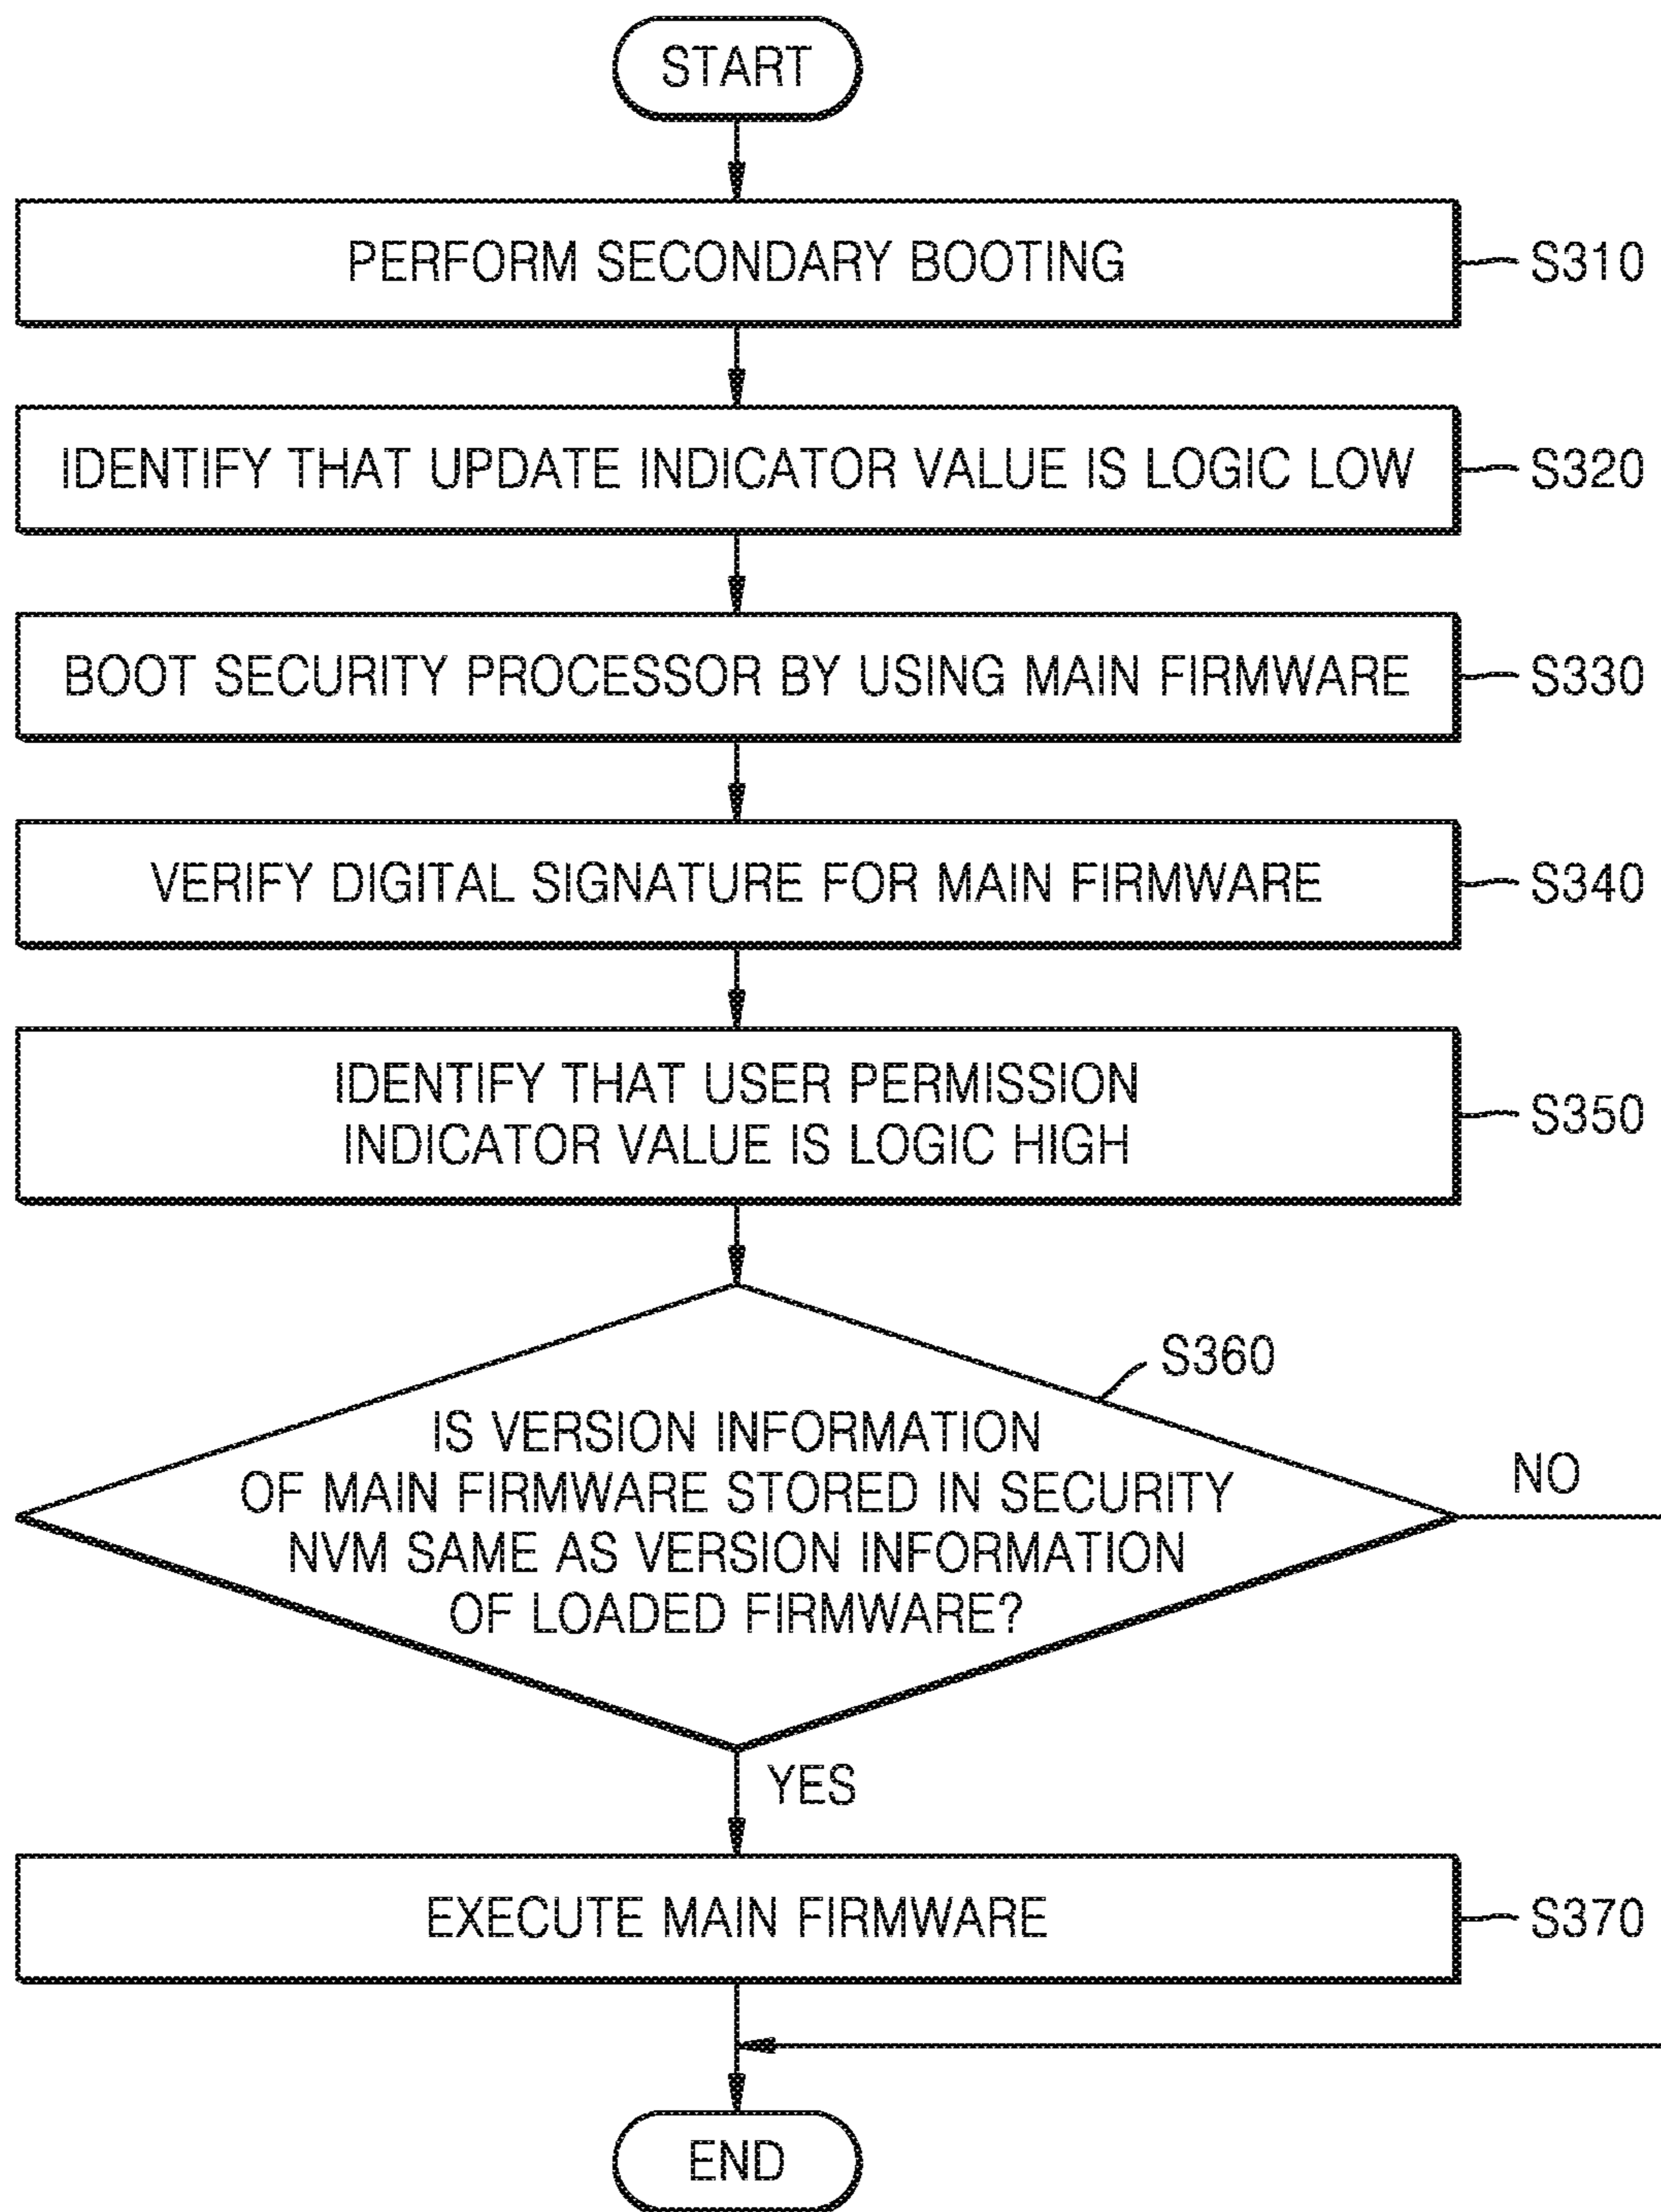 START
PERFORM SECONDARY BOOTING
S310
IDENTIFY THAT UPDATE INDICATOR VALUE IS LOGIC LOW
S320
BOOT SECURITY PROCESSOR BY USING MAIN FIRMWARE
S330
VERIFY DIGITAL SIGNATURE FOR MAIN FIRMWARE
S340
IDENTIFY THAT USER PERMISSION
INDICATOR VALUE IS LOGIC HIGH
S350
S360
IS VERSION INFORMATION
OF MAIN FIRMWARE STORED IN SECURITY
NVM SAME AS VERSION INFORMATION
OF LOADED FIRMWARE?
NO
YES
EXECUTE MAIN FIRMWARE
S370
END